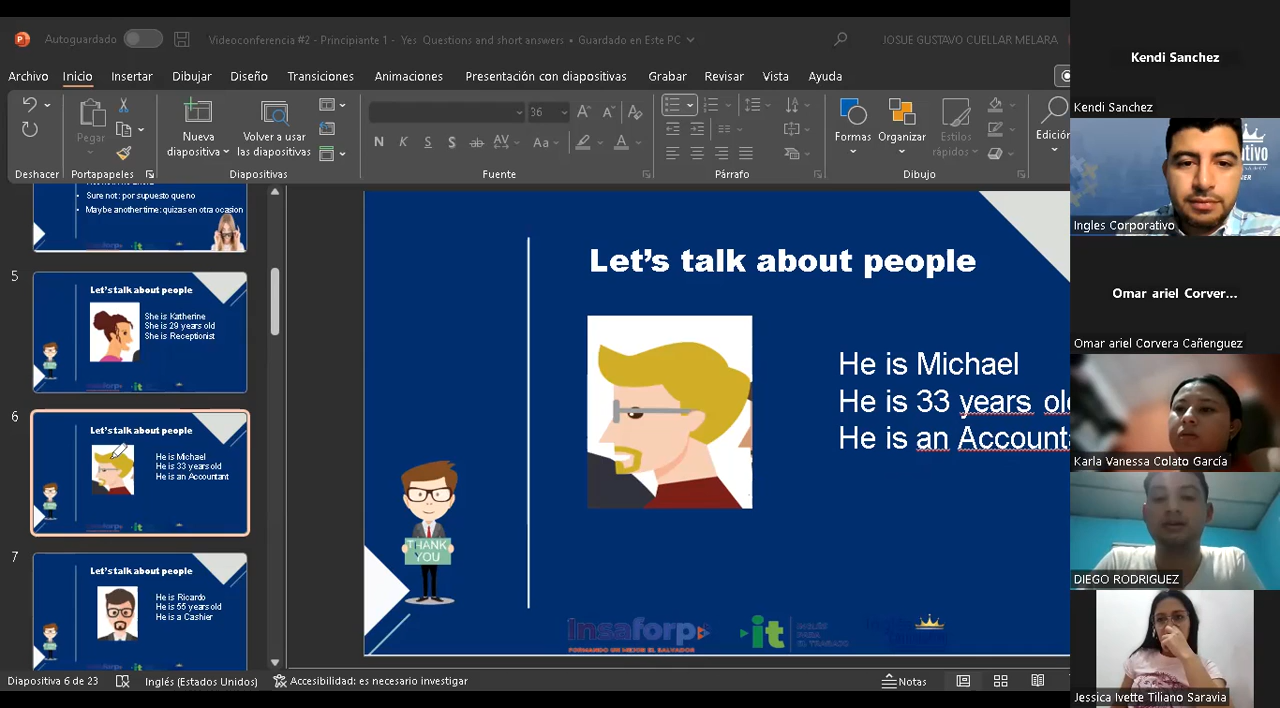 Autoguardado
Videoconferencia #2 - Principiante 1 - Yes Questions and short answers • Guardado en Este PC
JOSUE GUSTAVO CUELLAR MELARA
Archivo Inicio Insertar Dibujar Diseño Transiciones Animaciones Presentación con diapositivas Grabar Revisar Vista Ayuda
Pegar
Nueva diapositiva
Volver a usar las diapositivas
36
N K S S ab AV Aa A
Formas Organizar Estilos rápidos Edición
Deshacer Portapapeles Diapositivas Fuente Párrafo Dibujo
Sure not : por supuesto que no
Maybe another time: quizas en otra ocasion
5
Let's talk about people
She is Katherine
She is 29 years old
She is Receptionist
6
Let's talk about people
He is Michael
He is 33 years old
He is an Accountant
7
Let's talk about people
He is Ricardo
He is 55 years old
He is a Cashier
Let's talk about people
He is Michael
He is 33 years old
He is an Account
THANK
YOU
Insaforp
FORMANDO UN MEJOR EL SALVADOR
it
INGLÉS
PARA
EL TRABAJO
Diapositiva 6 de 23 Inglés (Estados Unidos) Accesibilidad: es necesario investigar Notas
Kendi Sanchez
Kendi Sanchez
Ingles Corporativo
Omar ariel Corver...
Omar ariel Corvera Cañenguez
Karla Vanessa Colato García
DIEGO RODRIGUEZ
Jessica Ivette Tiliano Saravia